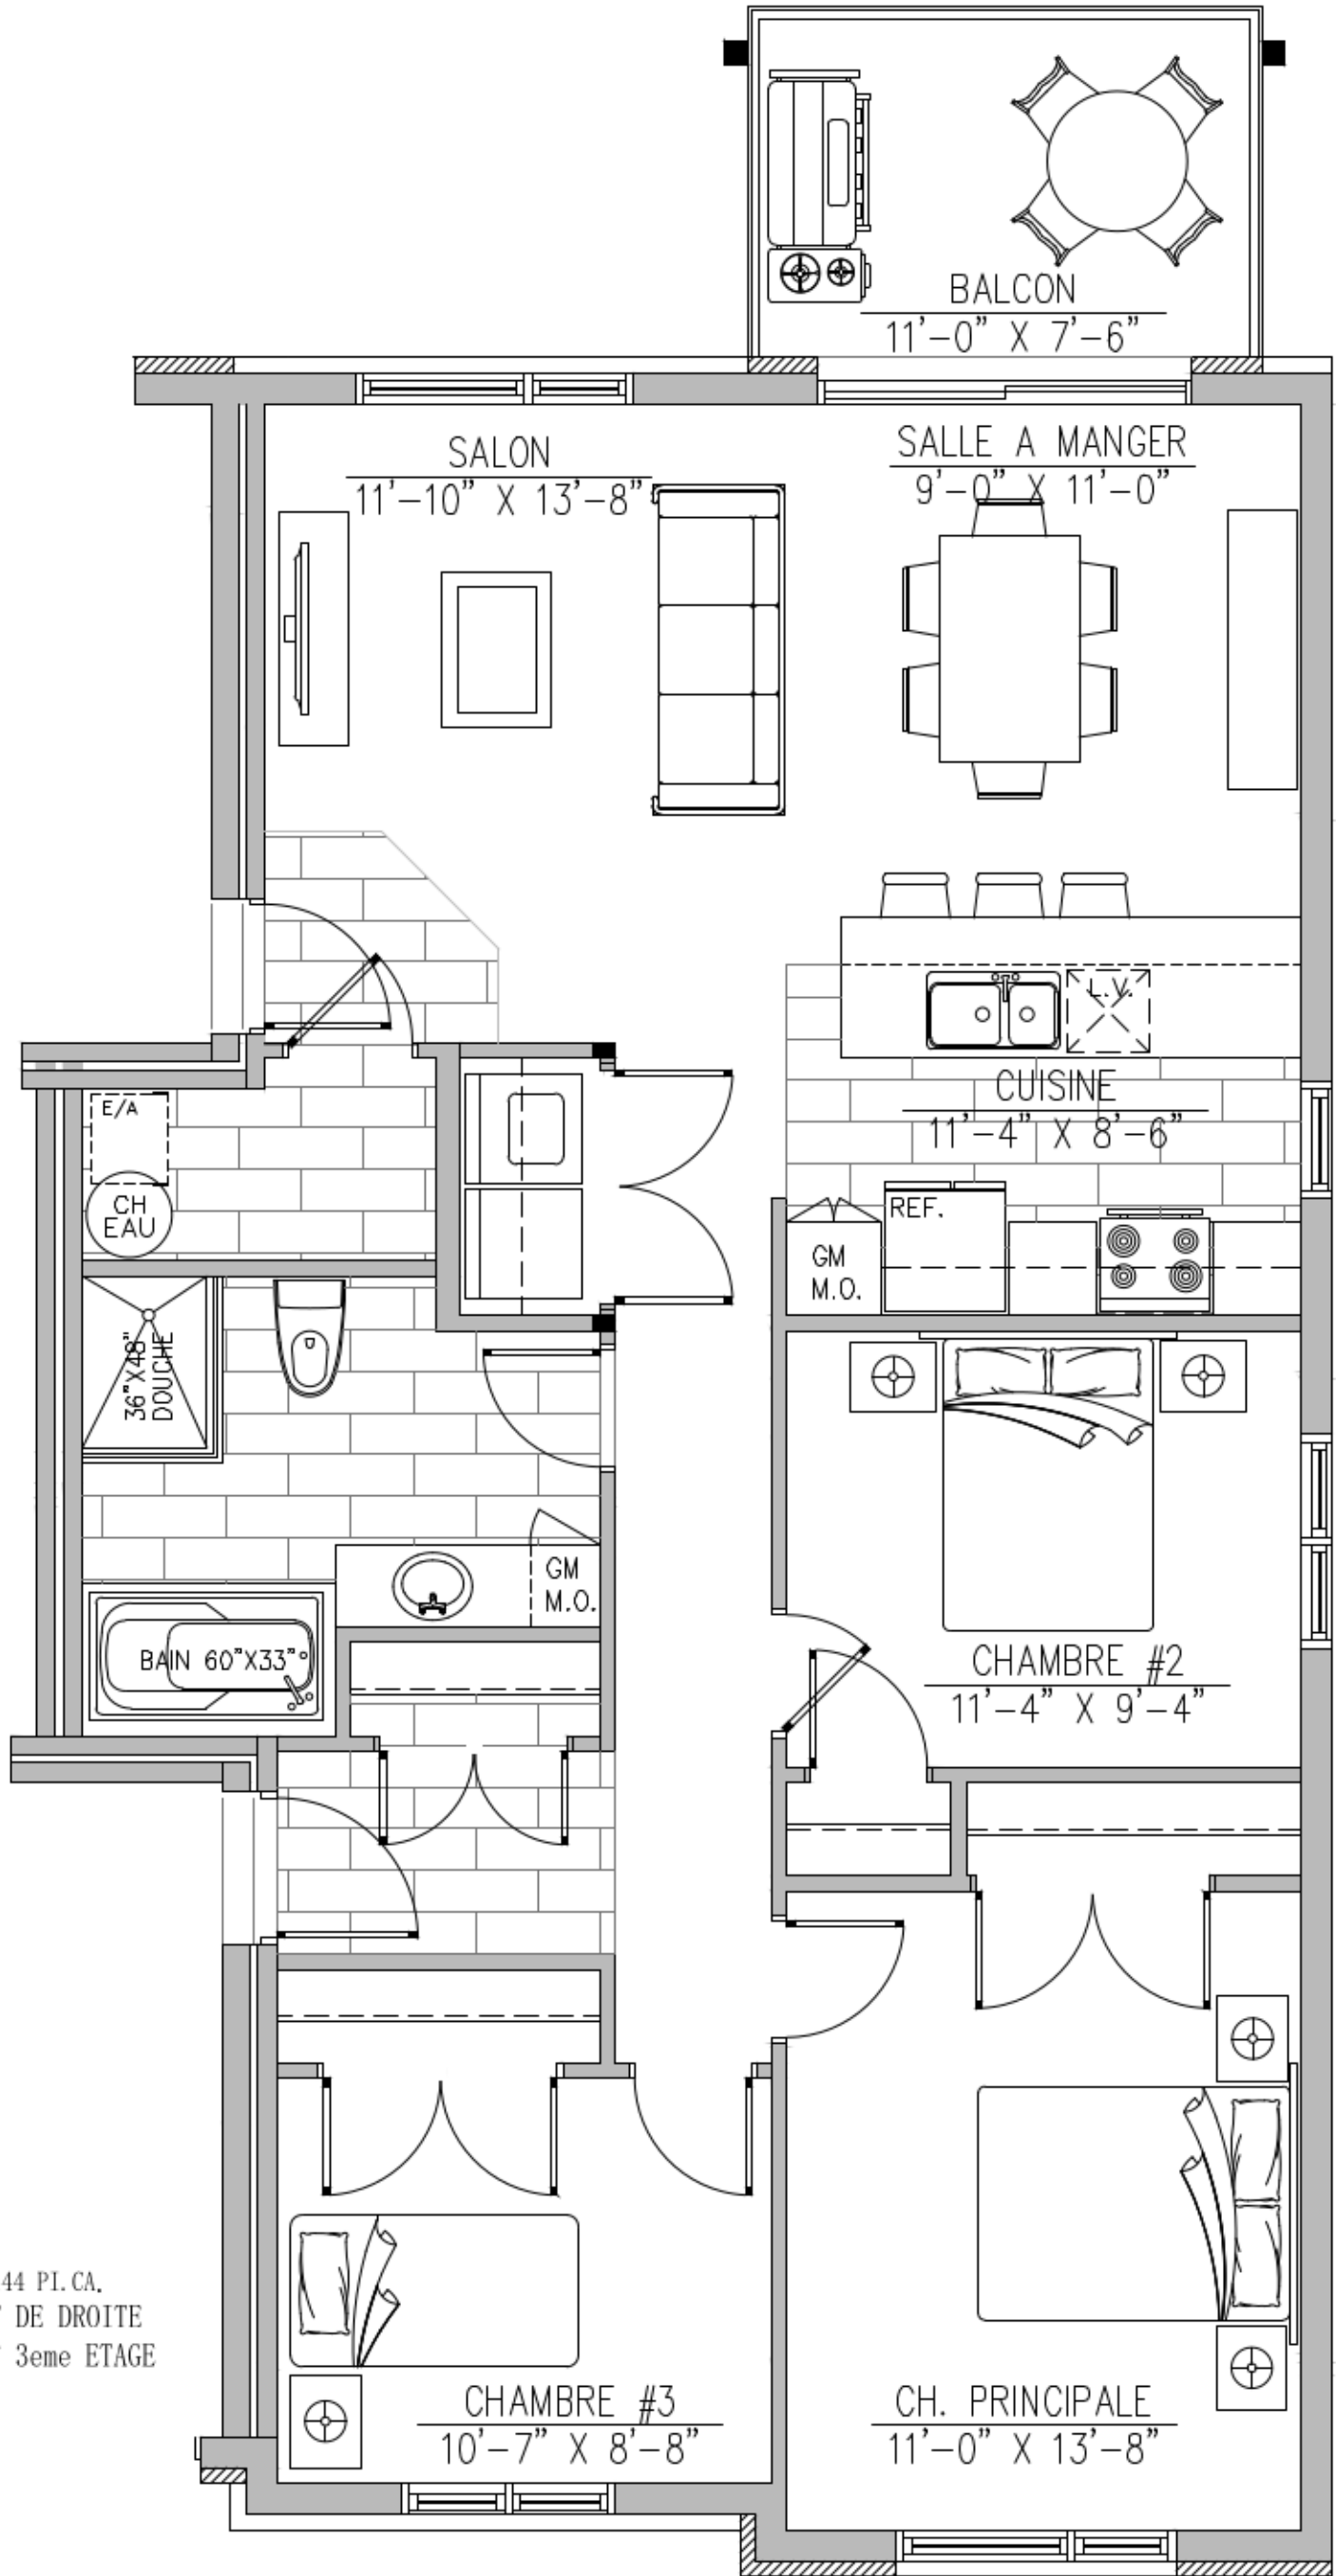 BALCON
11'-0" X 7'-6"
SALON
11'-10" X 13'-8"
SALLE A MANGER
9'-0" X 11'-0"
L.V.
CUISINE
11'-4" X 8'-6"
E/A
CH
EAU
REF.
GM
M.O.
36"X48"
DOUCHE
GM
M.O.
BAIN 60"X33"
CHAMBRE #2
11'-4" X 9'-4"
44 PI.CA.
DE DROITE
3eme ETAGE
CHAMBRE #3
10'-7" X 8'-8"
CH. PRINCIPALE
11'-0" X 13'-8"